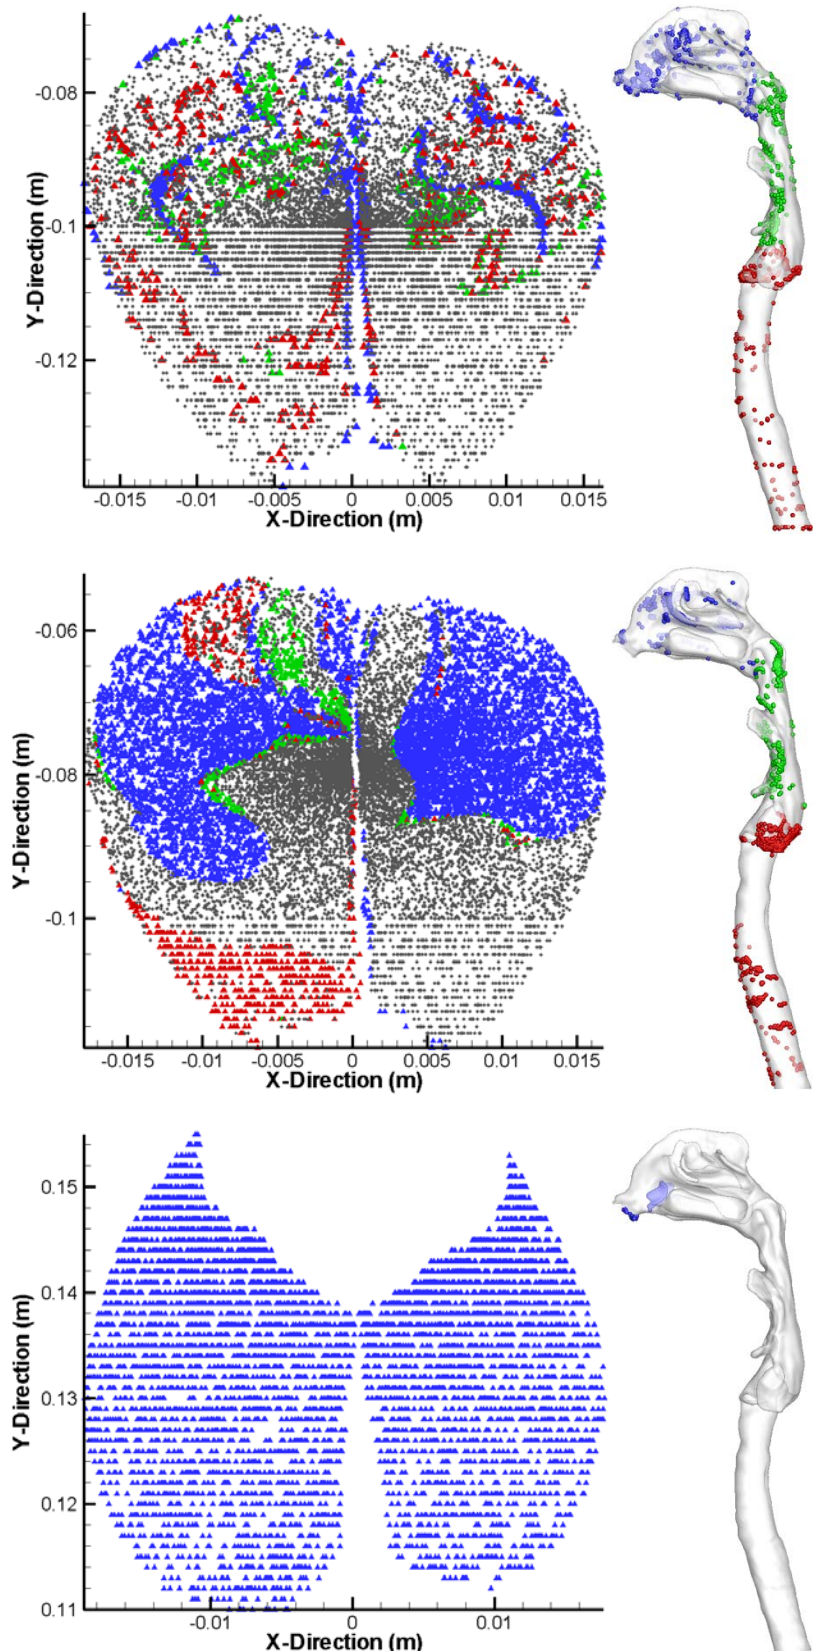 -0.08
-0.1
-0.12
Y-Direction (m)
-0.015 -0.01 -0.005 0 0.005 0.01 0.015
X-Direction (m)
-0.06
-0.08
-0.1
Y-Direction (m)
-0.015 -0.01 -0.005 0 0.005 0.01 0.015
X-Direction (m)
0.15
0.14
0.13
0.12
0.11
Y-Direction (m)
-0.01 0 0.01
X-Direction (m)